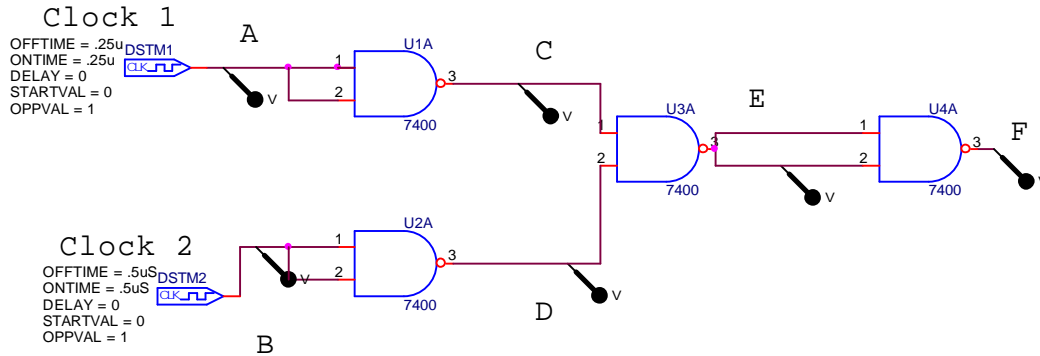 Clock 1
OFFTIME = .25u
ONTIME = .25u
DELAY = 0
STARTVAL = 0
OPPVAL = 1
DSTM1
CLK
A
V
U1A
1
2
3
7400
C
V
U3A
1
2
3
7400
E
V
U4A
1
2
3
7400
F
V
Clock 2
OFFTIME = .5uS
ONTIME = .5uS
DELAY = 0
STARTVAL = 0
OPPVAL = 1
DSTM2
CLK
B
V
U2A
1
2
3
7400
D
V